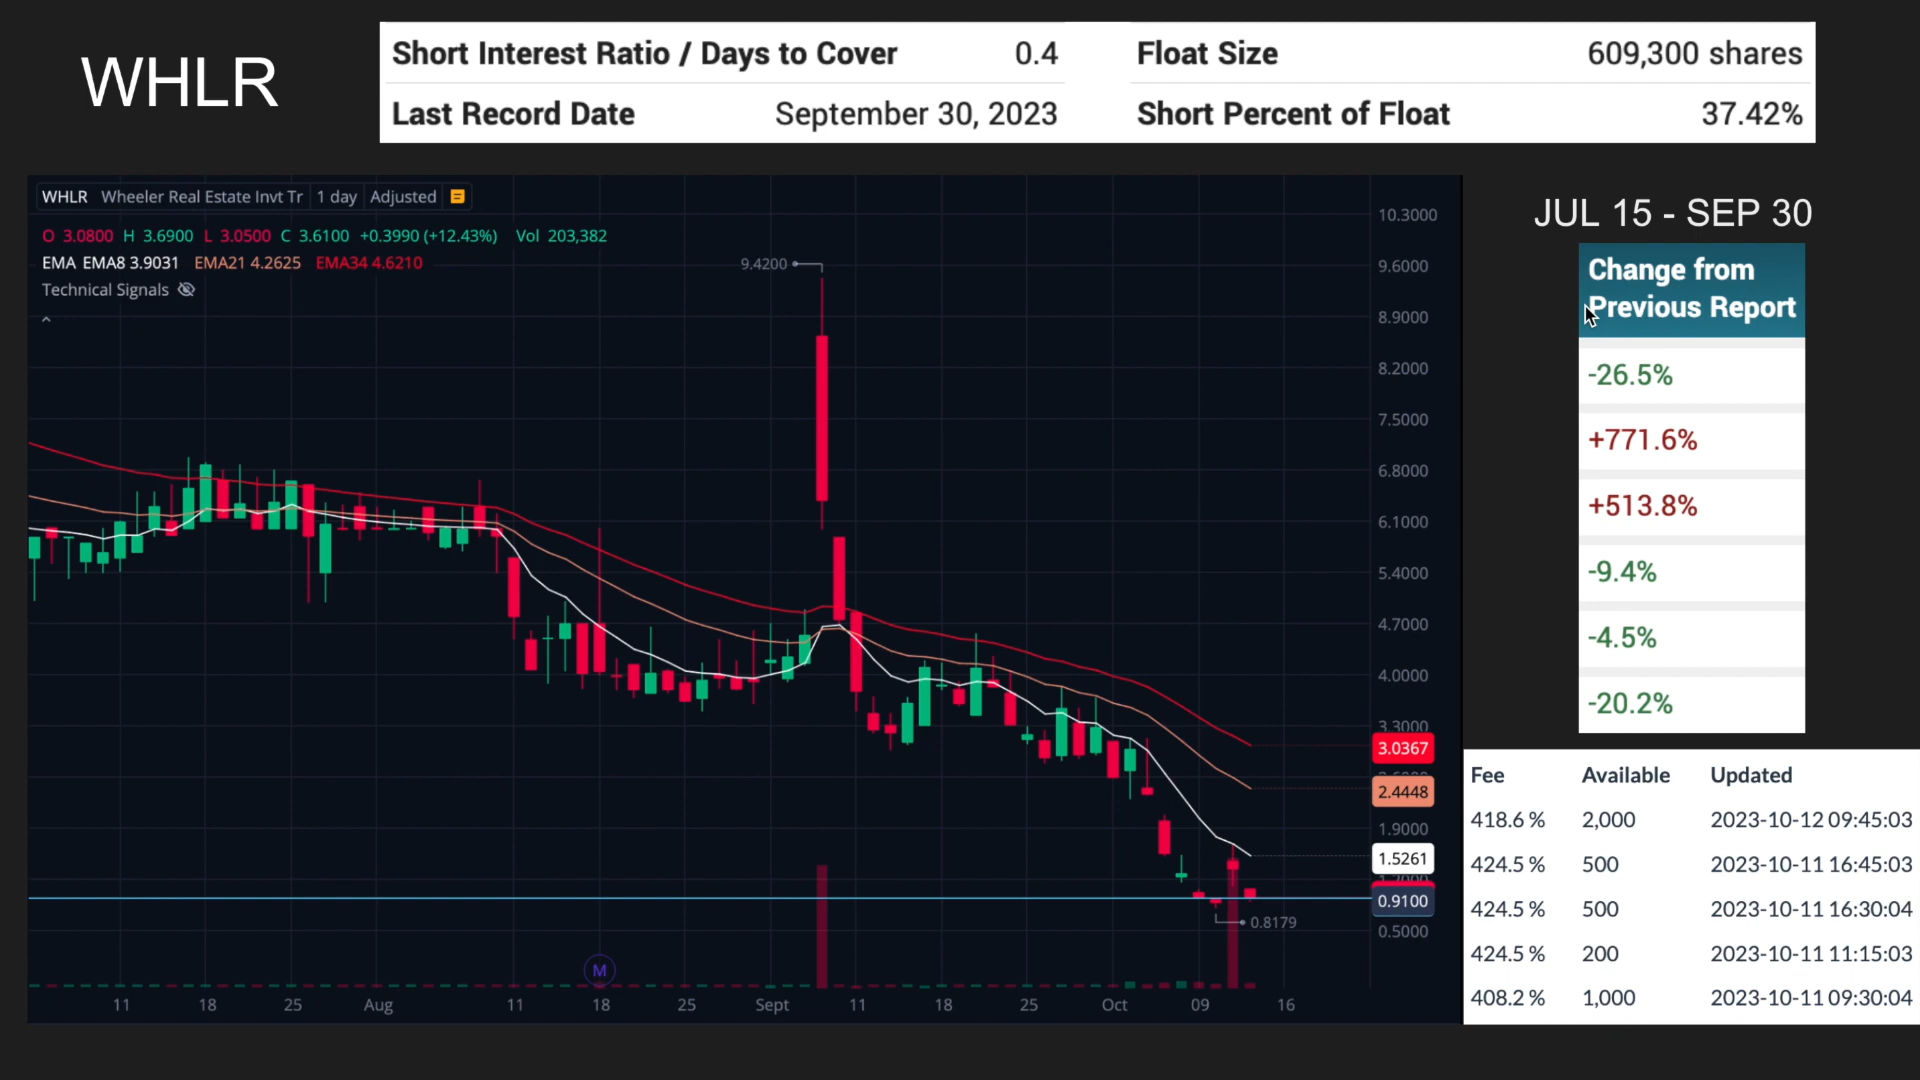 WHLR
Short Interest Ratio / Days to Cover 0.4
Float Size 609,300 shares
Last Record Date September 30, 2023
Short Percent of Float 37.42%
WHLR Wheeler Real Estate Invt Tr 1 day Adjusted
O 3.0800 H 3.6900 L 3.0500 C 3.6100 +0.3990 (+12.43%) Vol 203,382
EMA EMA8 3.9031 EMA21 4.2625 EMA34 4.6210
Technical Signals
9.4200
0.8179
M
10.3000
9.6000
8.9000
8.2000
7.5000
6.8000
6.1000
5.4000
4.7000
4.0000
3.3000
3.0367
2.4448
1.9000
1.5261
0.9100
0.5000
11 18 25 Aug 11 18 25 Sept 11 18 25 Oct 09 16
JUL 15 - SEP 30
Change from
Previous Report
-26.5%
+771.6%
+513.8%
-9.4%
-4.5%
-20.2%
Fee Available Updated
418.6 % 2,000 2023-10-12 09:45:03
424.5 % 500 2023-10-11 16:45:03
424.5 % 500 2023-10-11 16:30:04
424.5 % 200 2023-10-11 11:15:03
408.2 % 1,000 2023-10-11 09:30:04